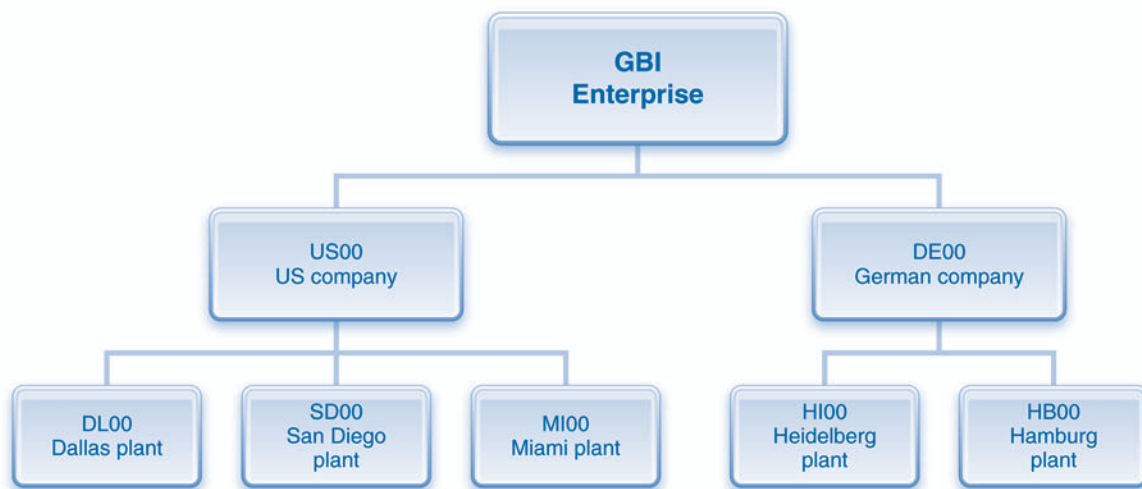 GBI
Enterprise
US00
US company
DE00
German company
DL00
Dallas plant
SD00
San Diego
plant
MI00
Miami plant
HI00
Heidelberg
plant
HB00
Hamburg
plant